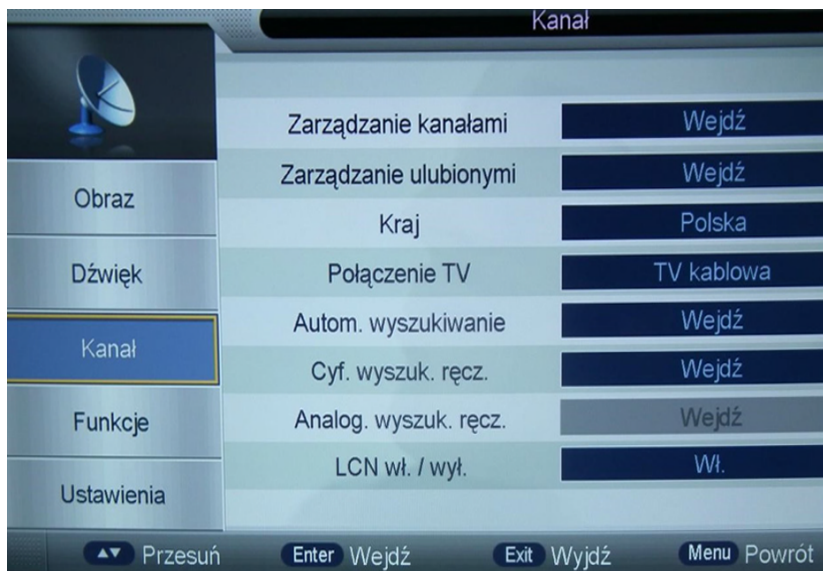 Kanał
Zarządzanie kanałami Wejdź
Zarządzanie ulubionymi Wejdź
Obraz
Kraj Polska
Dźwięk
Połączenie TV TV kablowa
Autom. wyszukiwanie Wejdź
Kanał
Cyf. wyszuk. ręcz. Wejdź
Funkcje
Analog. wyszuk. ręcz. Wejdź
LCN wł. / wył. Wł.
Ustawienia
Przesuń Enter Wejdź Exit Wyjdź Menu Powrót